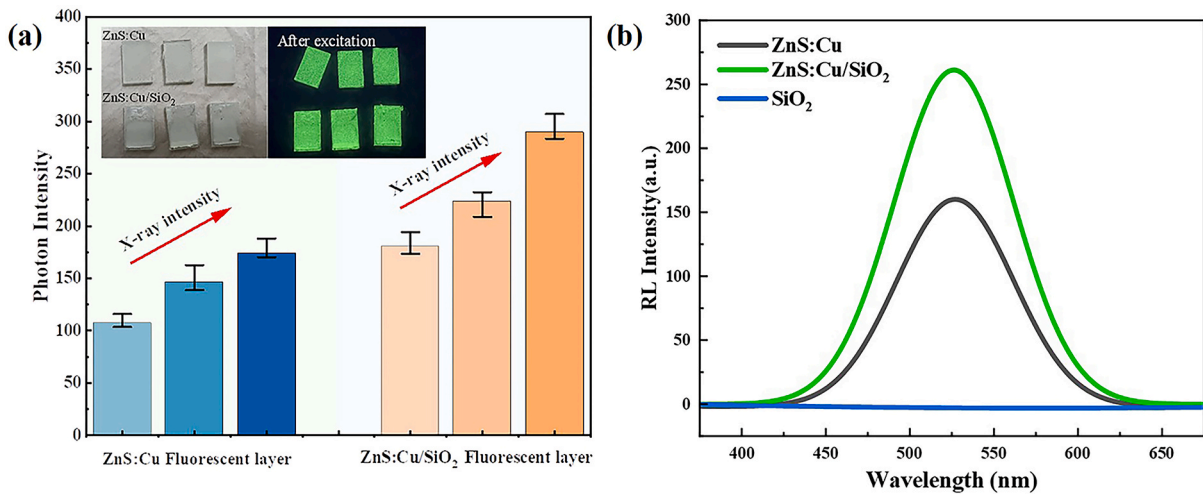 (a)
400
350
300
250
200
150
100
50
0
Photon Intensity
ZnS:Cu
ZnS:Cu/SiO₂
After excitation
X-ray intensity
X-ray intensity
ZnS:Cu Fluorescent layer
ZnS:Cu/SiO₂ Fluorescent layer
(b)
300
250
200
150
100
50
0
RL Intensity(a.u.)
ZnS:Cu
ZnS:Cu/SiO₂
SiO₂
400 450 500 550 600 650
Wavelength (nm)